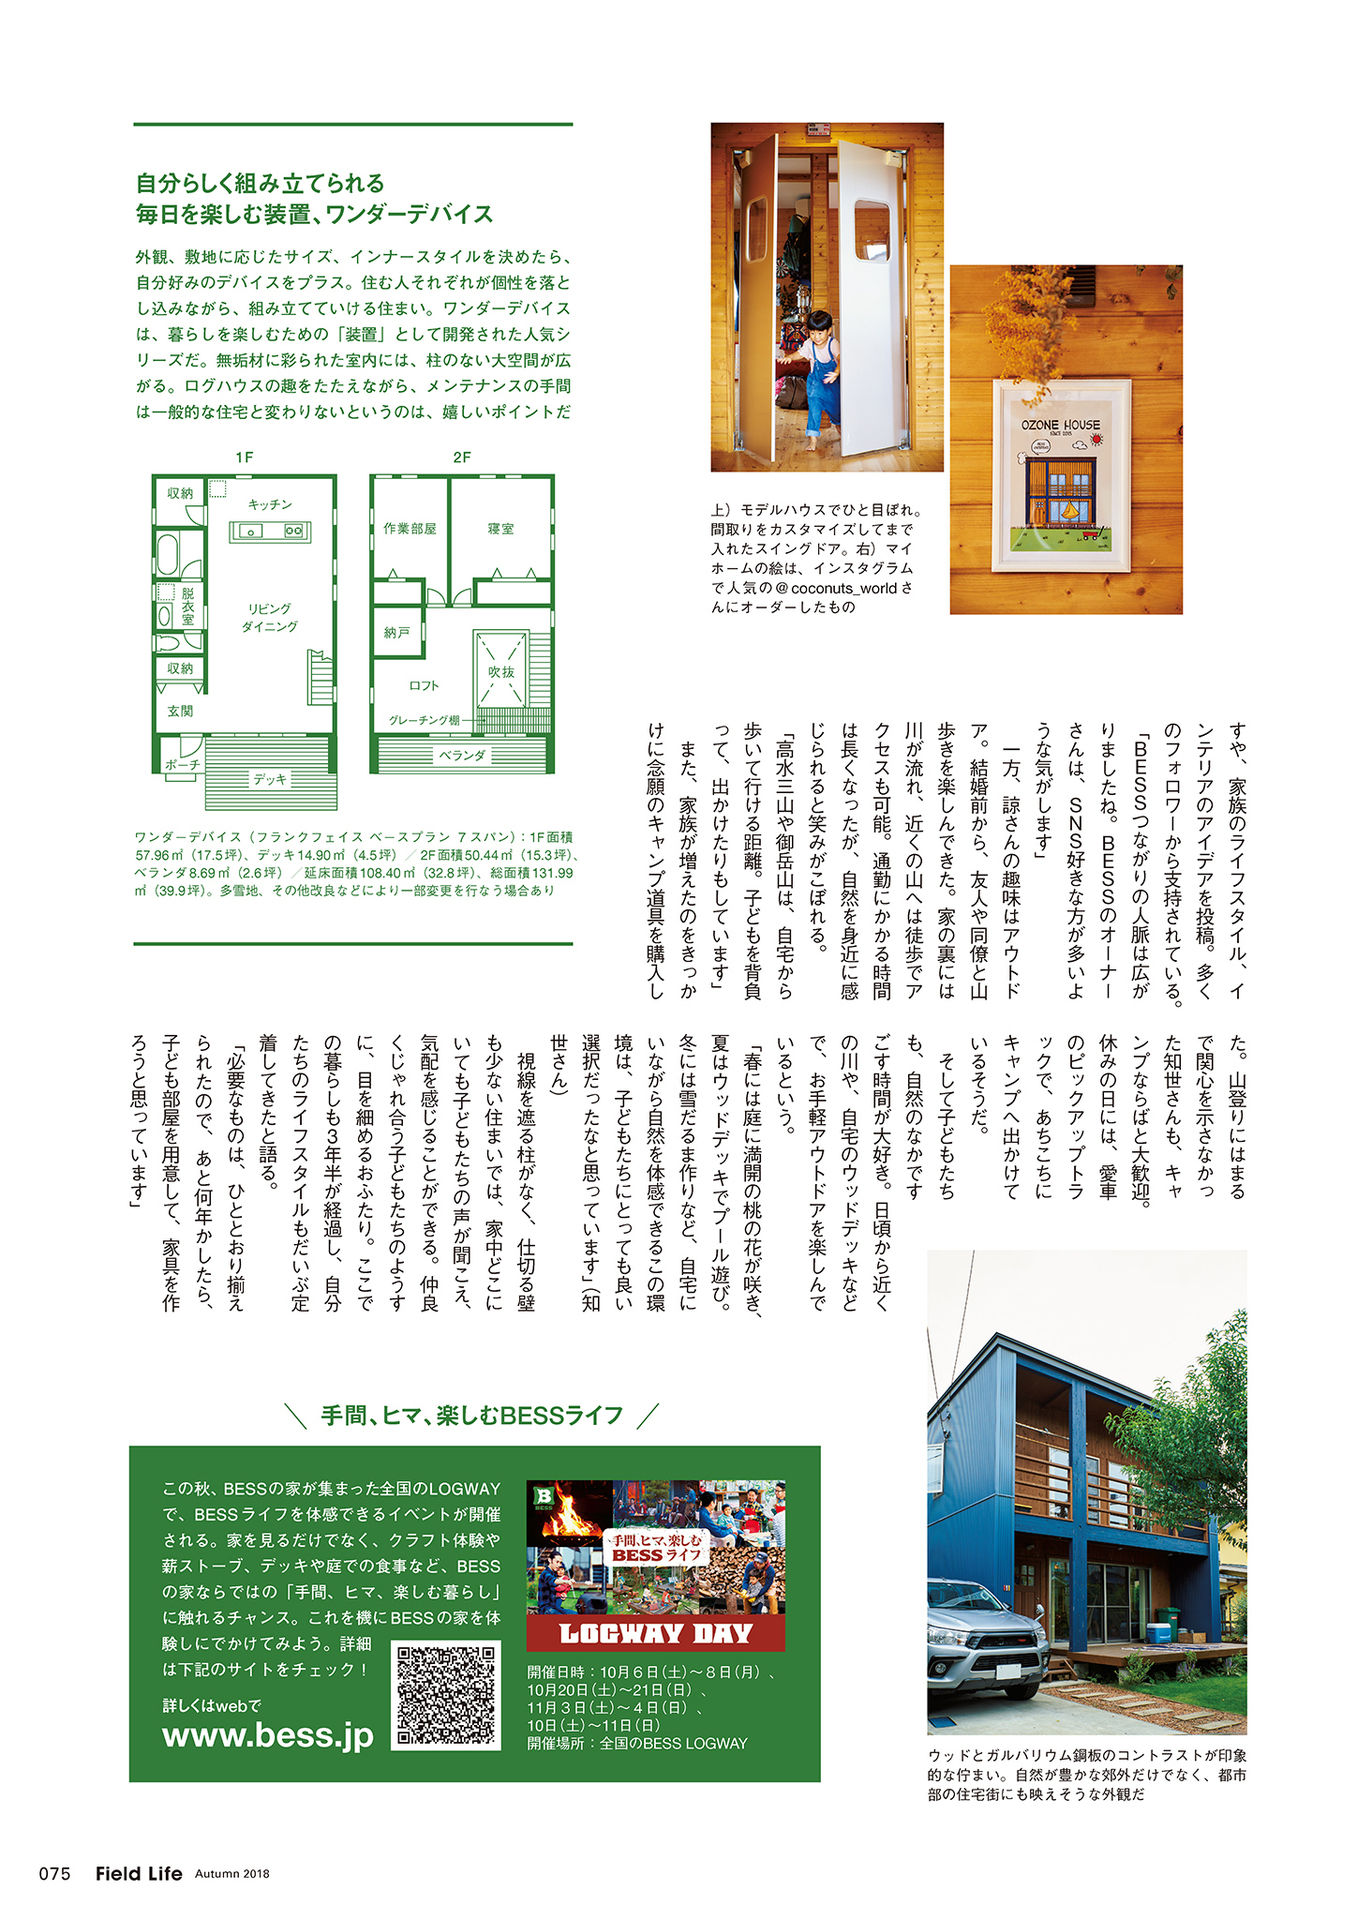 自分らしく組み立てられる
毎日を楽しむ装置、ワンダーデバイス
外観、敷地に応じたサイズ、インナースタイルを決めたら、
自分好みのデバイスをプラス。住む人それぞれが個性を落と
し込みながら、組み立てていける住まい。ワンダーデバイス
は、暮らしを楽しむための「装置」として開発された人気シ
リーズだ。無垢材に彩られた室内には、柱のない大空間が広
がる。ログハウスの趣をたたえながら、メンテナンスの手間
は一般的な住宅と変わりないというのは、嬉しいポイントだ
1F
収納
キッチン
脱衣室
リビング
ダイニング
収納
玄関
ポーチ
デッキ
2F
作業部屋
寝室
納戸
吹抜
ロフト
グレーチング棚
ベランダ
ワンダーデバイス（フランクフェイス ベースプラン 7スパン）：1F面積
57.96㎡（17.5坪）、デッキ14.90㎡（4.5坪）／2F面積50.44㎡（15.3坪）、
ベランダ8.69㎡（2.6坪）／延床面積108.40㎡（32.8坪）、総面積131.99
㎡（39.9坪）。多雪地、その他改良などにより一部変更を行なう場合あり
OZONE HOUSE
SINCE 2015
上）モデルハウスでひと目ぼれ。
間取りをカスタマイズしてまで
入れたスイングドア。右）マイ
ホームの絵は、インスタグラム
で人気の＠coconuts_worldさ
んにオーダーしたもの
すや、家族のライフスタイル、イ
ンテリアのアイデアを投稿。多く
のフォロワーから支持されている。
「BESSつながりの人脈は広が
りましたね。BESSのオーナー
さんは、SNS好きな方が多いよ
うな気がします」
一方、諒さんの趣味はアウトド
ア。結婚前から、友人や同僚と山
歩きを楽しんできた。家の裏には
川が流れ、近くの山へは徒歩でア
クセスも可能。通勤にかかる時間
は長くなったが、自然を身近に感
じられると笑みがこぼれる。
「高水三山や御岳山は、自宅から
歩いて行ける距離。子どもを背負
って、出かけたりもしています」
また、家族が増えたのをきっか
けに念願のキャンプ道具を購入し
た。山登りにはまる
で関心を示さなかっ
た知世さんも、キャ
ンプならばと大歓迎。
休みの日には、愛車
のピックアップトラ
ックで、あちこちに
キャンプへ出かけて
いるそうだ。
そして子どもたち
も、自然のなかです
ごす時間が大好き。日頃から近く
の川や、自宅のウッドデッキなど
で、お手軽アウトドアを楽しんで
いるという。
「春には庭に満開の桃の花が咲き、
夏はウッドデッキでプール遊び。
冬には雪だるま作りなど、自宅に
いながら自然を体感できるこの環
境は、子どもたちにとっても良い
選択だったなと思っています」（知
世さん）
視線を遮る柱がなく、仕切る壁
も少ない住まいでは、家中どこに
いても子どもたちの声が聞こえ、
気配を感じることができる。仲良
くじゃれ合う子どもたちのようす
に、目を細めるおふたり。ここで
の暮らしも3年半が経過し、自分
たちのライフスタイルもだいぶ定
着してきたと語る。
「必要なものは、ひととおり揃え
られたので、あと何年かしたら、
子ども部屋を用意して、家具を作
ろうと思っています」
手間、ヒマ、楽しむBESSライフ
この秋、BESSの家が集まった全国のLOGWAY
で、BESSライフを体感できるイベントが開催
される。家を見るだけでなく、クラフト体験や
薪ストーブ、デッキや庭での食事など、BESS
の家ならではの「手間、ヒマ、楽しむ暮らし」
に触れるチャンス。これを機にBESSの家を体
験しにでかけてみよう。詳細
は下記のサイトをチェック！
詳しくはwebで
www.bess.jp
B
BESS
手間、ヒマ、楽しむ
BESSライフ
LOGWAY DAY
開催日時：10月6日（土）〜8日（月）、
10月20日（土）〜21日（日）、
11月3日（土）〜4日（日）、
10日（土）〜11日（日）
開催場所：全国のBESS LOGWAY
ウッドとガルバリウム鋼板のコントラストが印象
的な佇まい。自然が豊かな郊外だけでなく、都市
部の住宅街にも映えそうな外観だ
075 Field Life Autumn 2018